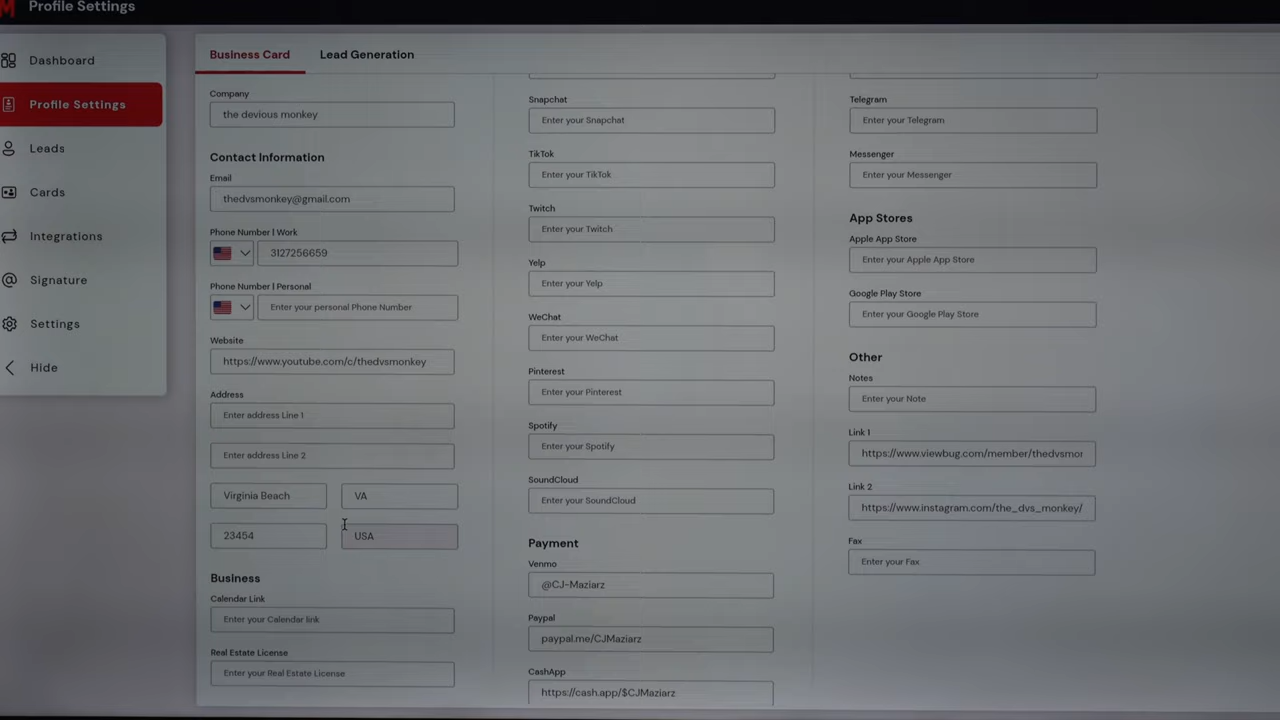 M
Profile Settings
Dashboard
Profile Settings
Leads
Cards
Integrations
Signature
Settings
Hide
Business Card
Lead Generation
Company
the devious monkey
Contact Information
Email
thedvsmonkey@gmail.com
Phone Number | Work
3127256659
Phone Number | Personal
Enter your personal Phone Number
Website
https://www.youtube.com/c/thedvsmonkey
Address
Enter address Line 1
Enter address Line 2
Virginia Beach
VA
23454
USA
Business
Calendar Link
Enter your Calendar link
Real Estate License
Enter your Real Estate License
Snapchat
Enter your Snapchat
TikTok
Enter your TikTok
Twitch
Enter your Twitch
Yelp
Enter your Yelp
WeChat
Enter your WeChat
Pinterest
Enter your Pinterest
Spotify
Enter your Spotify
SoundCloud
Enter your SoundCloud
Payment
Venmo
@CJ-Maziarz
Paypal
paypal.me/CJMaziarz
CashApp
https://cash.app/$CJMaziarz
Telegram
Enter your Telegram
Messenger
Enter your Messenger
App Stores
Apple App Store
Enter your Apple App Store
Google Play Store
Enter your Google Play Store
Other
Notes
Enter your Note
Link 1
https://www.viewbug.com/member/thedvsmor
Link 2
https://www.instagram.com/the_dvs_monkey/
Fax
Enter your Fax